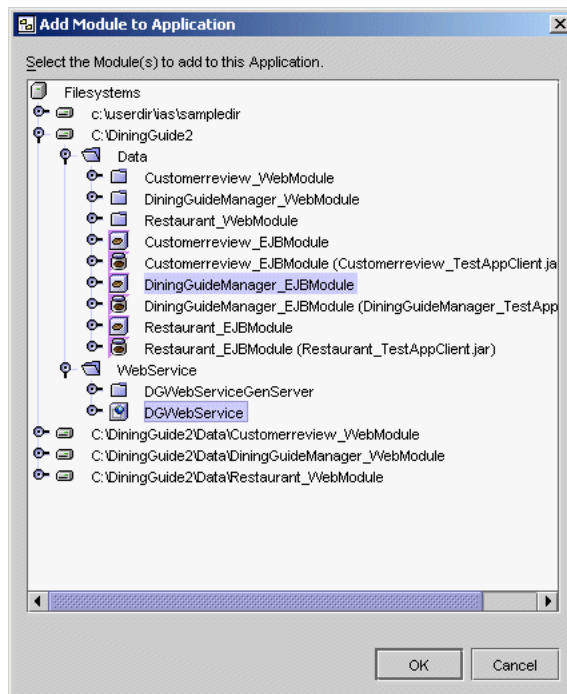 Add Module to Application
Select the Module(s) to add to this Application.
Filesystems
c:\userdir\ias\sampledir
C:\DiningGuide2
Data
Customerreview_WebModule
DiningGuideManager_WebModule
Restaurant_WebModule
Customerreview_EJBModule
Customerreview_EJBModule (Customerreview_TestAppClient.ja
DiningGuideManager_EJBModule
DiningGuideManager_EJBModule (DiningGuideManager_TestApp
Restaurant_EJBModule
Restaurant_EJBModule (Restaurant_TestAppClient.jar)
WebService
DGWebServiceGenServer
DGWebService
C:\DiningGuide2\Data\Customerreview_WebModule
C:\DiningGuide2\Data\DiningGuideManager_WebModule
C:\DiningGuide2\Data\Restaurant_WebModule
OK Cancel